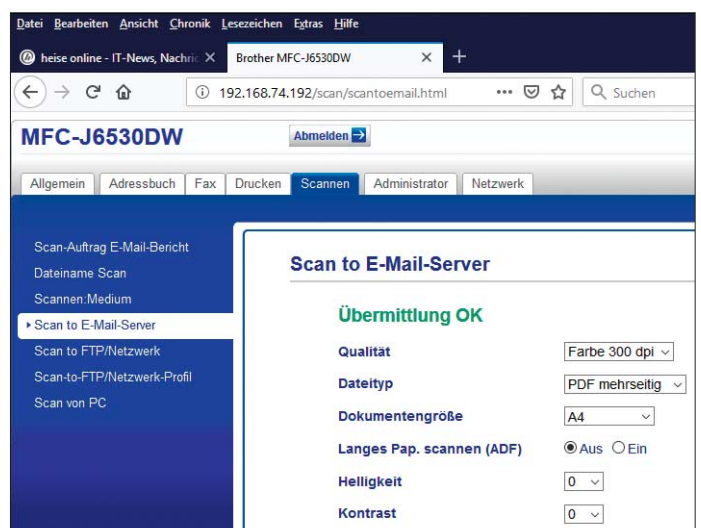 Datei Bearbeiten Ansicht Chronik Lesezeichen Extras Hilfe
heise online - IT-News, Nachric
Brother MFC-J6530DW
192.168.74.192/scan/scantoemail.html
Suchen
MFC-J6530DW
Abmelden
Allgemein Adressbuch Fax Drucken Scannen Administrator Netzwerk
Scan-Auftrag E-Mail-Bericht
Dateiname Scan
Scannen:Medium
Scan to E-Mail-Server
Scan to FTP/Netzwerk
Scan-to-FTP/Netzwerk-Profil
Scan von PC
Scan to E-Mail-Server
Übermittlung OK
Qualität Farbe 300 dpi
Dateityp PDF mehrseitig
Dokumentengröße A4
Langes Pap. scannen (ADF) Aus Ein
Helligkeit 0
Kontrast 0